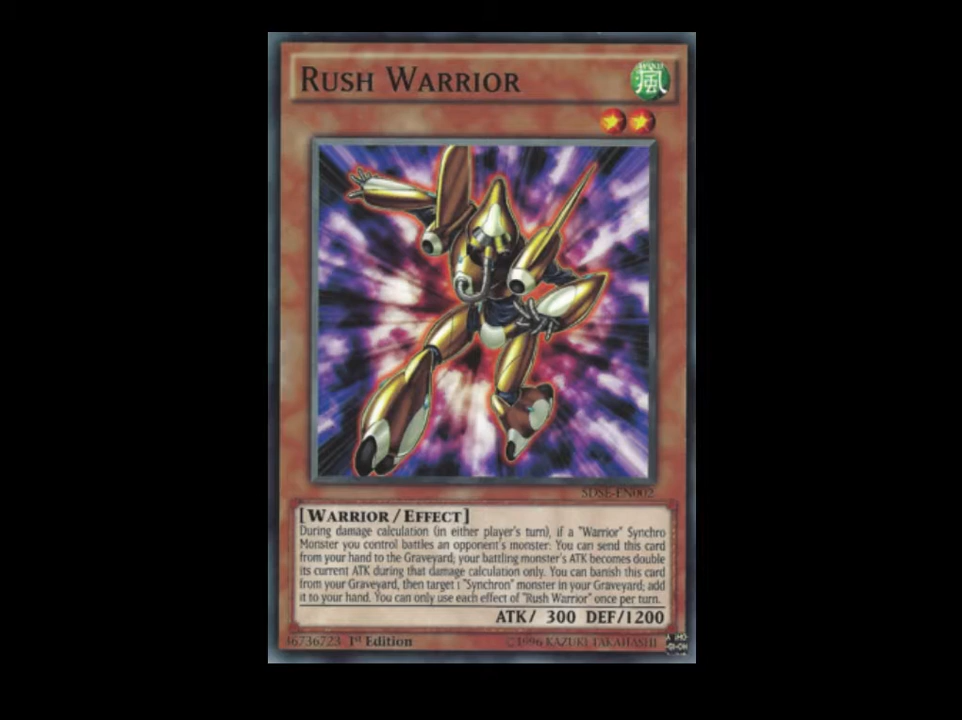 RUSH WARRIOR
WIND
風
SDSE-EN002
[WARRIOR/EFFECT]
During damage calculation (in either player's turn), if a "Warrior" Synchro
Monster you control battles an opponent's monster: You can send this card
from your hand to the Graveyard; your battling monster's ATK becomes double
its current ATK during that damage calculation only. You can banish this card
from your Graveyard, then target 1 "Synchron" monster in your Graveyard; add
it to your hand. You can only use each effect of "Rush Warrior" once per turn.
ATK/ 300 DEF/1200
36736723 1st Edition ©1996 KAZUKI TAKAHASHI